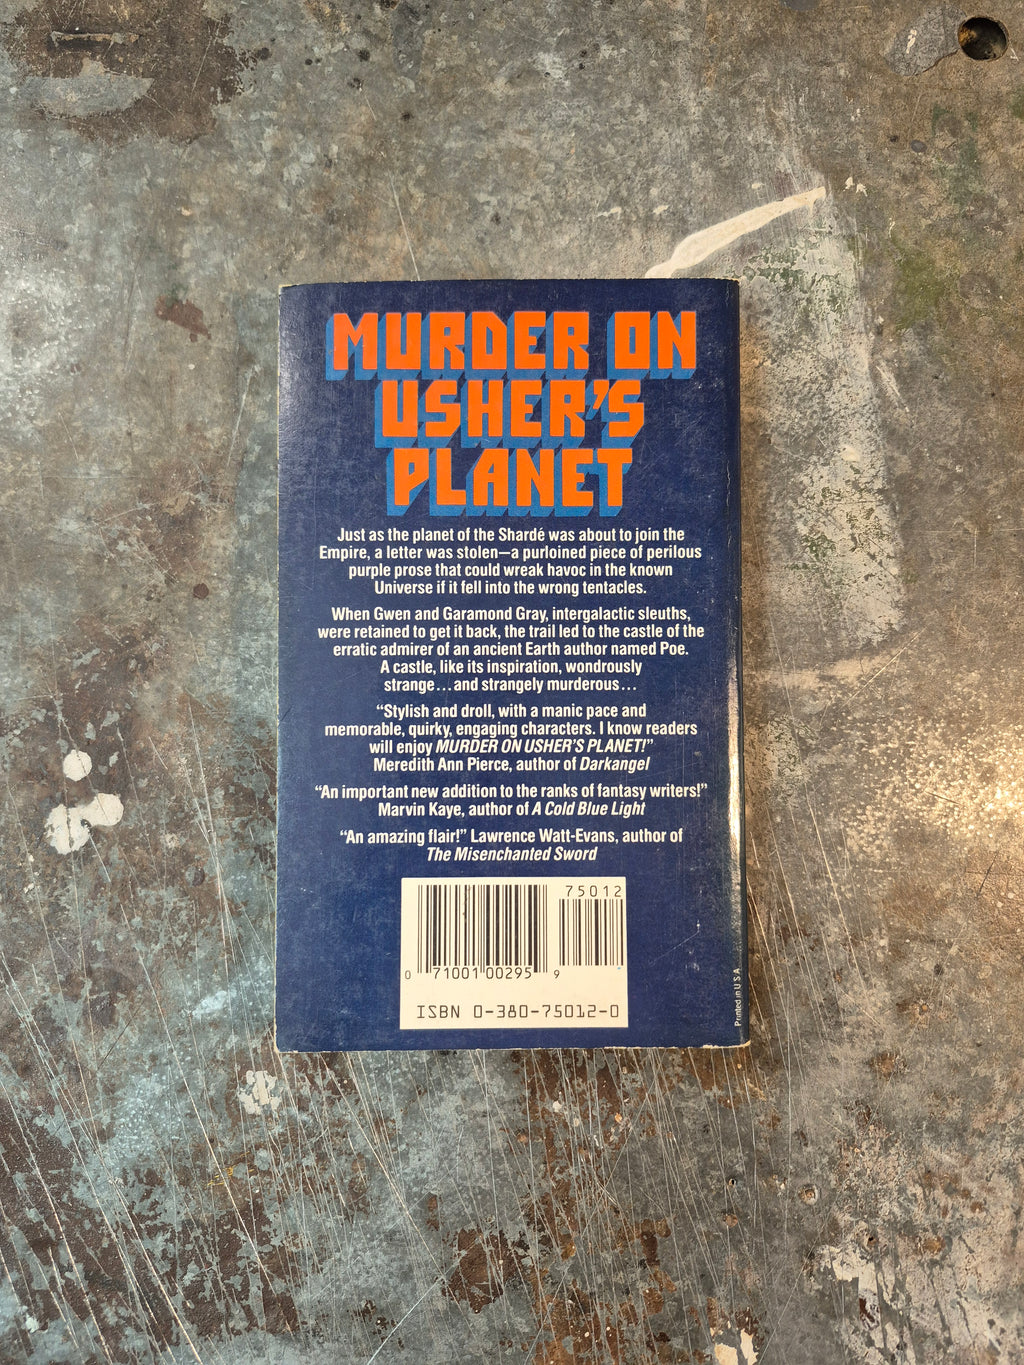 MURDER ON
USHER'S
PLANET
Just as the planet of the Shardé was about to join the
Empire, a letter was stolen—a purloined piece of perilous
purple prose that could wreak havoc in the known
Universe if it fell into the wrong tentacles.
When Gwen and Garamond Gray, intergalactic sleuths,
were retained to get it back, the trail led to the castle of the
erratic admirer of an ancient Earth author named Poe.
A castle, like its inspiration, wondrously
strange...and strangely murderous...
“Stylish and droll, with a manic pace and
memorable, quirky, engaging characters. I know readers
will enjoy MURDER ON USHER'S PLANET!”
Meredith Ann Pierce, author of Darkangel
“An important new addition to the ranks of fantasy writers!”
Marvin Kaye, author of A Cold Blue Light
“An amazing flair!” Lawrence Watt-Evans, author of
The Misenchanted Sword
75012
0 71001 00295 9
ISBN 0-380-75012-0
Printed in U S A